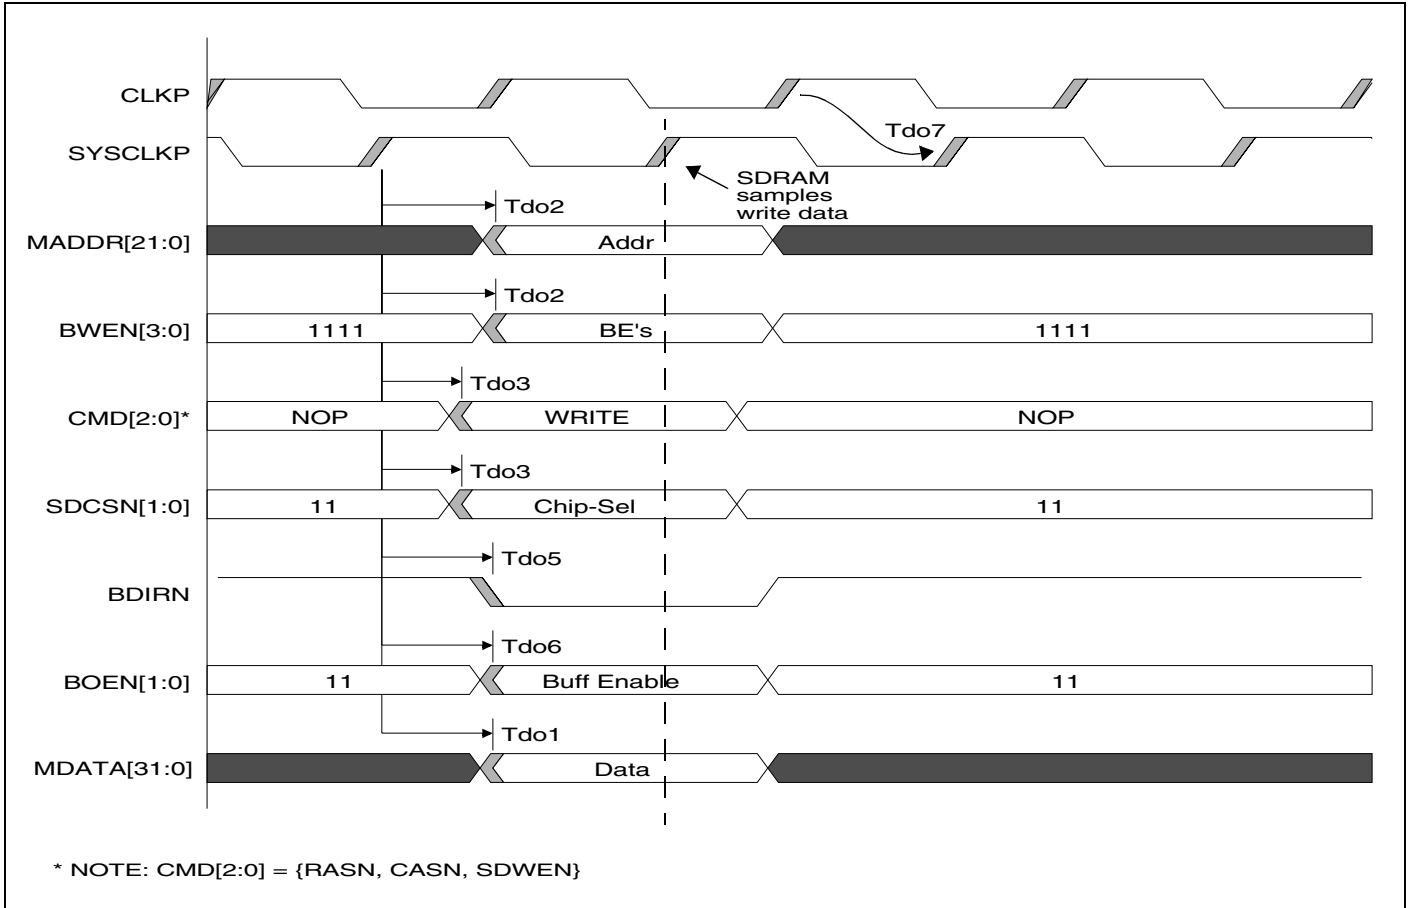 CLKP
Tdo7
SYSCLKP
SDRAM
samples
write data
Tdo2
MADDR[21:0]
Addr
Tdo2
BWEN[3:0]
1111
BE's
1111
Tdo3
CMD[2:0]*
NOP
WRITE
NOP
Tdo3
SDCSN[1:0]
11
Chip-Sel
11
Tdo5
BDIRN
Tdo6
BOEN[1:0]
11
Buff Enable
11
Tdo1
MDATA[31:0]
Data
* NOTE: CMD[2:0] = {RASN, CASN, SDWEN}